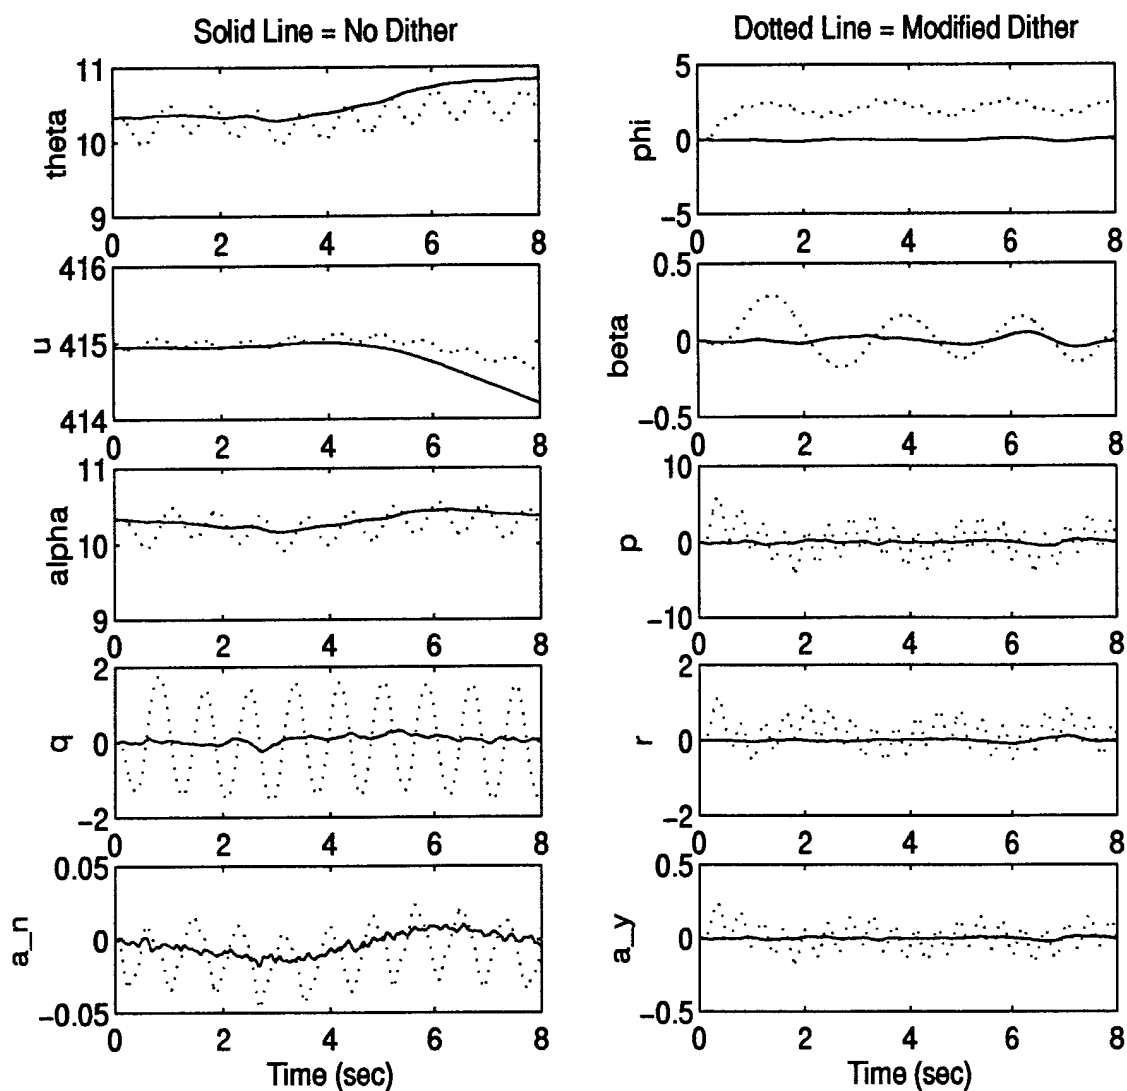 Solid Line = No Dither
Dotted Line = Modified Dither
11
10
9
theta
0 2 4 6 8
5
0
−5
phi
0 2 4 6 8
416
415
414
u
0 2 4 6 8
0.5
0
−0.5
beta
0 2 4 6 8
11
10
9
alpha
0 2 4 6 8
10
0
−10
p
0 2 4 6 8
2
0
−2
q
0 2 4 6 8
2
0
−2
r
0 2 4 6 8
0.05
0
−0.05
a_n
0 2 4 6 8
Time (sec)
0.5
0
−0.5
a_y
0 2 4 6 8
Time (sec)